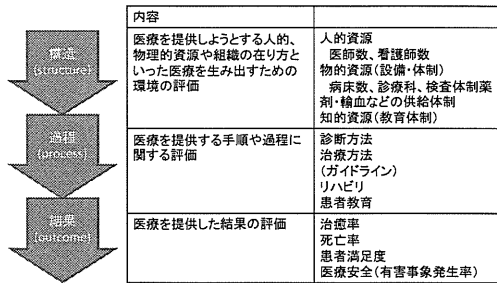 内容
構造
(structure)
医療を提供しようとする人的、
物理的資源や組織の在り方と
いった医療を生み出すための
環境の評価
人的資源
医師数、看護師数
物的資源(設備・体制)
病床数、診療科、検査体制薬
剤・輸血などの供給体制
知的資源(教育体制)
過程
(process)
医療を提供する手順や過程に
関する評価
診断方法
治療方法
(ガイドライン)
リハビリ
患者教育
結果
(outcome)
医療を提供した結果の評価
治癒率
死亡率
患者満足度
医療安全(有害事象発生率)